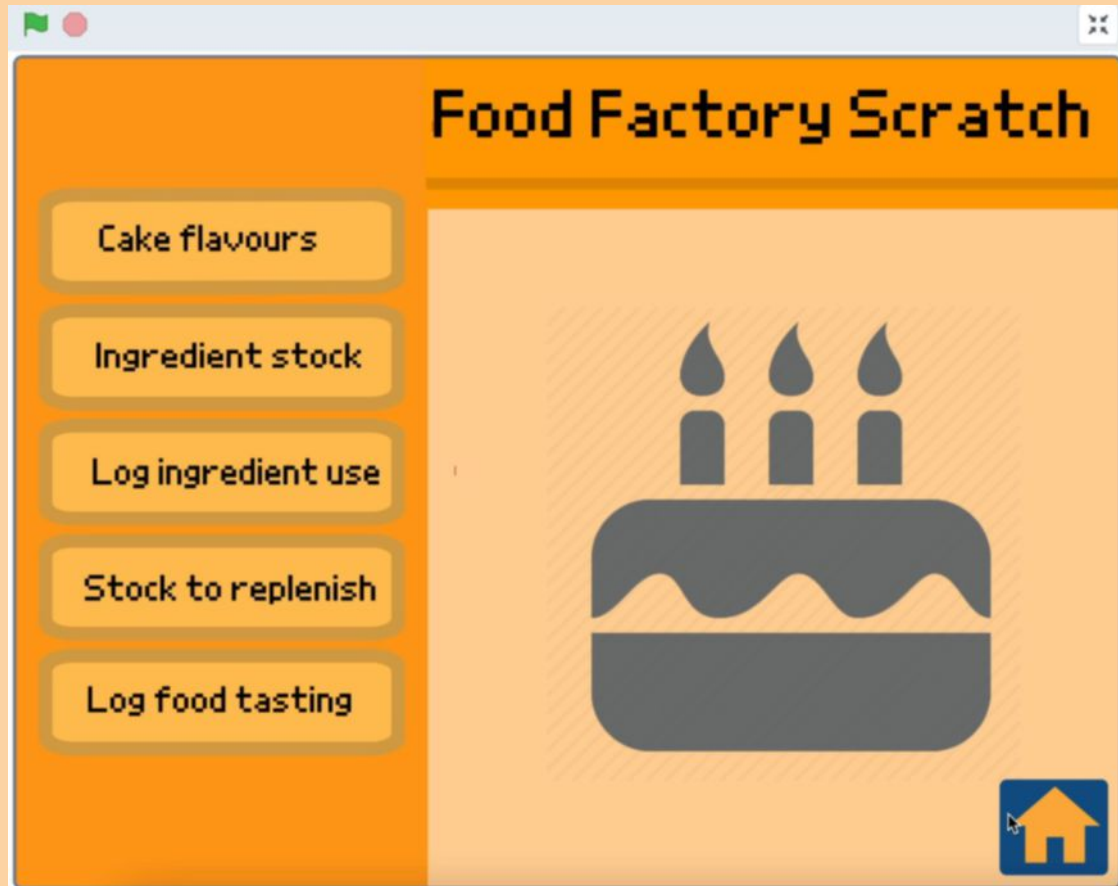 Food Factory Scratch
Cake flavours
Ingredient stock
Log ingredient use
Stock to replenish
Log food tasting